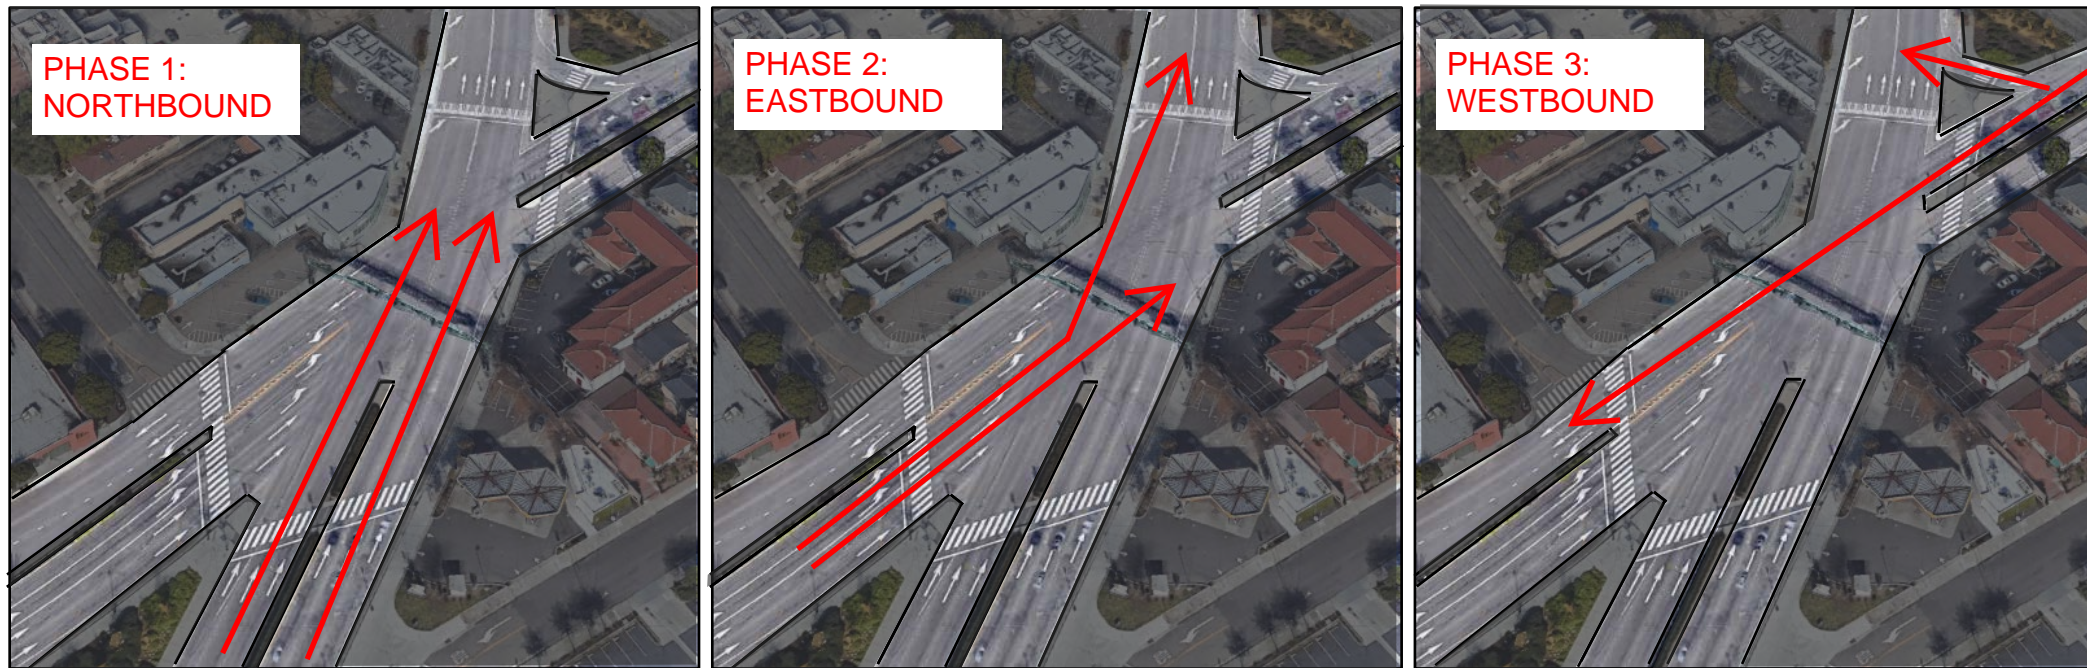 PHASE 1:
NORTHBOUND
PHASE 2:
EASTBOUND
PHASE 3:
WESTBOUND